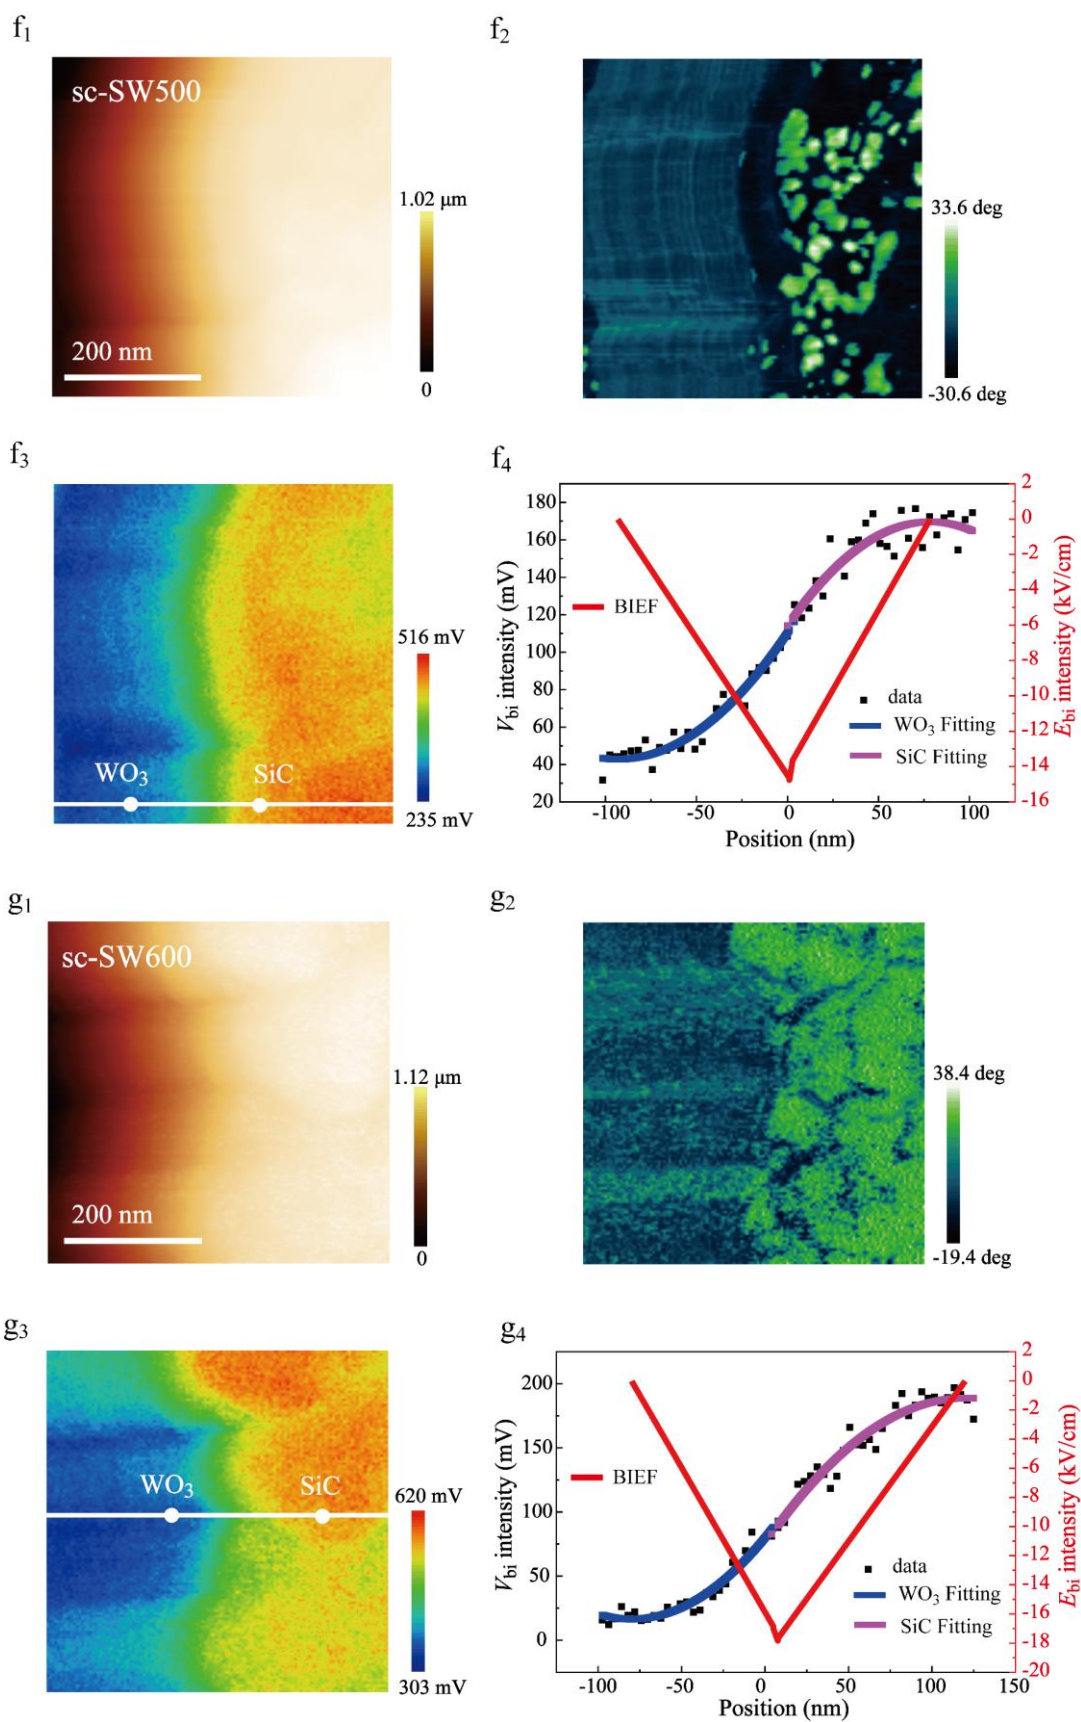 f1
f2
sc-SW500
200 nm
1.02 μm
0
33.6 deg
-30.6 deg
f3
f4
WO3
SiC
516 mV
235 mV
180
160
140
120
100
80
60
40
20
Vbi intensity (mV)
BIEF
data
WO3 Fitting
SiC Fitting
2
0
-2
-4
-6
-8
-10
-12
-14
-16
Ebi intensity (kV/cm)
-100
-50
0
50
100
Position (nm)
g1
g2
sc-SW600
200 nm
1.12 μm
0
38.4 deg
-19.4 deg
g3
g4
WO3
SiC
620 mV
303 mV
200
150
100
50
0
Vbi intensity (mV)
BIEF
data
WO3 Fitting
SiC Fitting
2
0
-2
-4
-6
-8
-10
-12
-14
-16
-18
-20
Ebi intensity (kV/cm)
-100
-50
0
50
100
150
Position (nm)